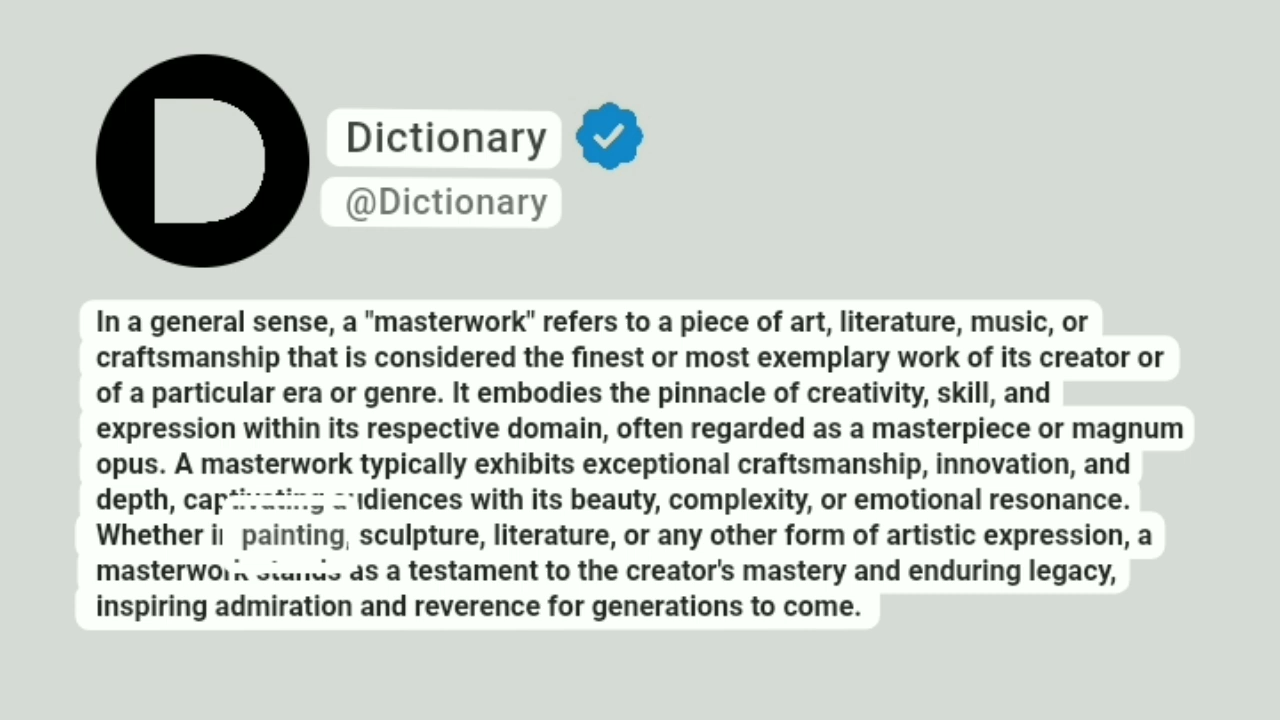 D
Dictionary
@Dictionary
In a general sense, a "masterwork" refers to a piece of art, literature, music, or
craftsmanship that is considered the finest or most exemplary work of its creator or
of a particular era or genre. It embodies the pinnacle of creativity, skill, and
expression within its respective domain, often regarded as a masterpiece or magnum
opus. A masterwork typically exhibits exceptional craftsmanship, innovation, and
depth, captivating audiences with its beauty, complexity, or emotional resonance.
Whether in painting, sculpture, literature, or any other form of artistic expression, a
masterwork stands as a testament to the creator's mastery and enduring legacy,
inspiring admiration and reverence for generations to come.